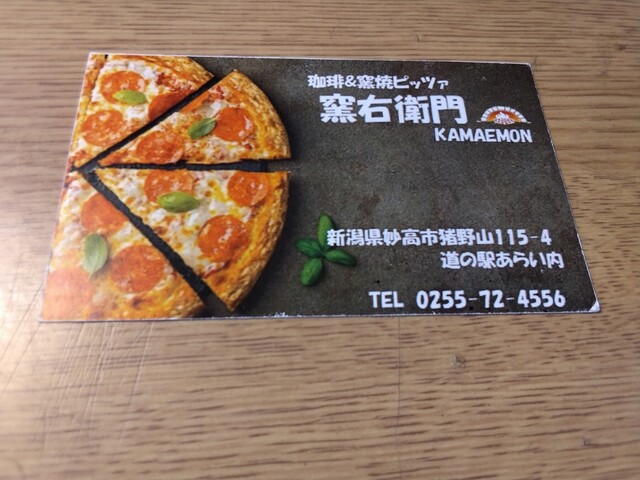 珈琲&窯焼ピッツァ
窯右衛門
KAMAEMON
新潟県妙高市猪野山115-4
道の駅あらい内
TEL 0255-72-4556